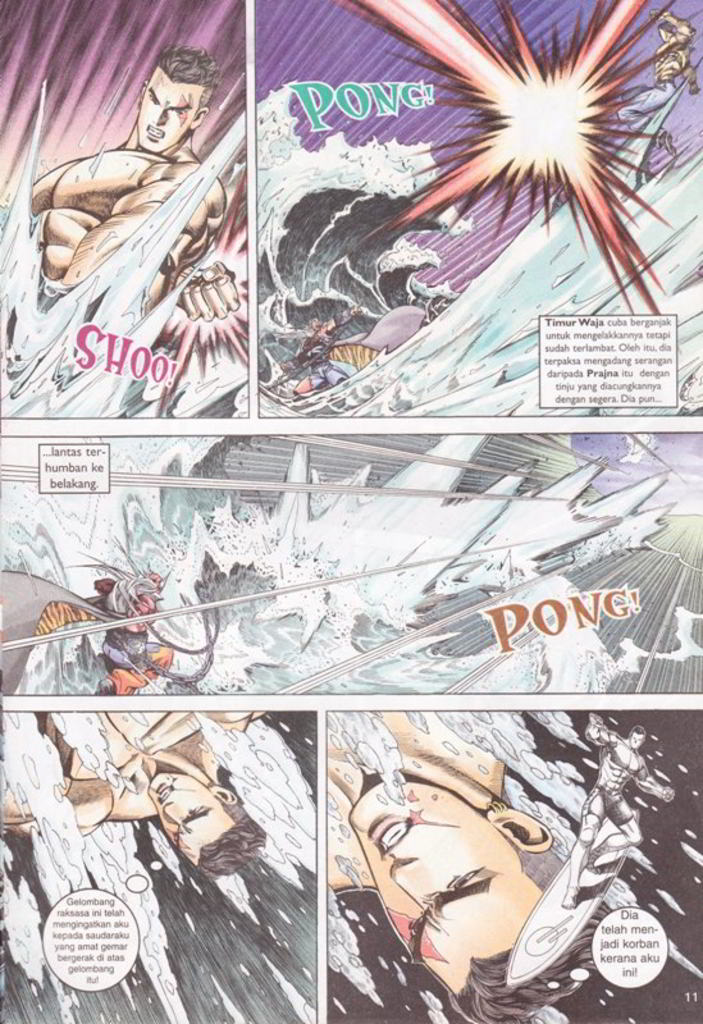 SHOO!
PONG!
Timur Waja cuba berganjak
untuk mengelakkannya tetapi
sudah terlambat. Oleh itu, dia
terpaksa mengadang serangan
daripada Prajna itu dengan
tinju yang diacungkannya
dengan segera. Dia pun...
...lantas ter-
humban ke
belakang.
PONG!
Gelombang
raksasa ini telah
mengingatkan aku
kepada saudaraku
yang amat gemar
bergerak di atas
gelombang
itu!
Dia
telah men-
jadi korban
kerana aku
ini!
11